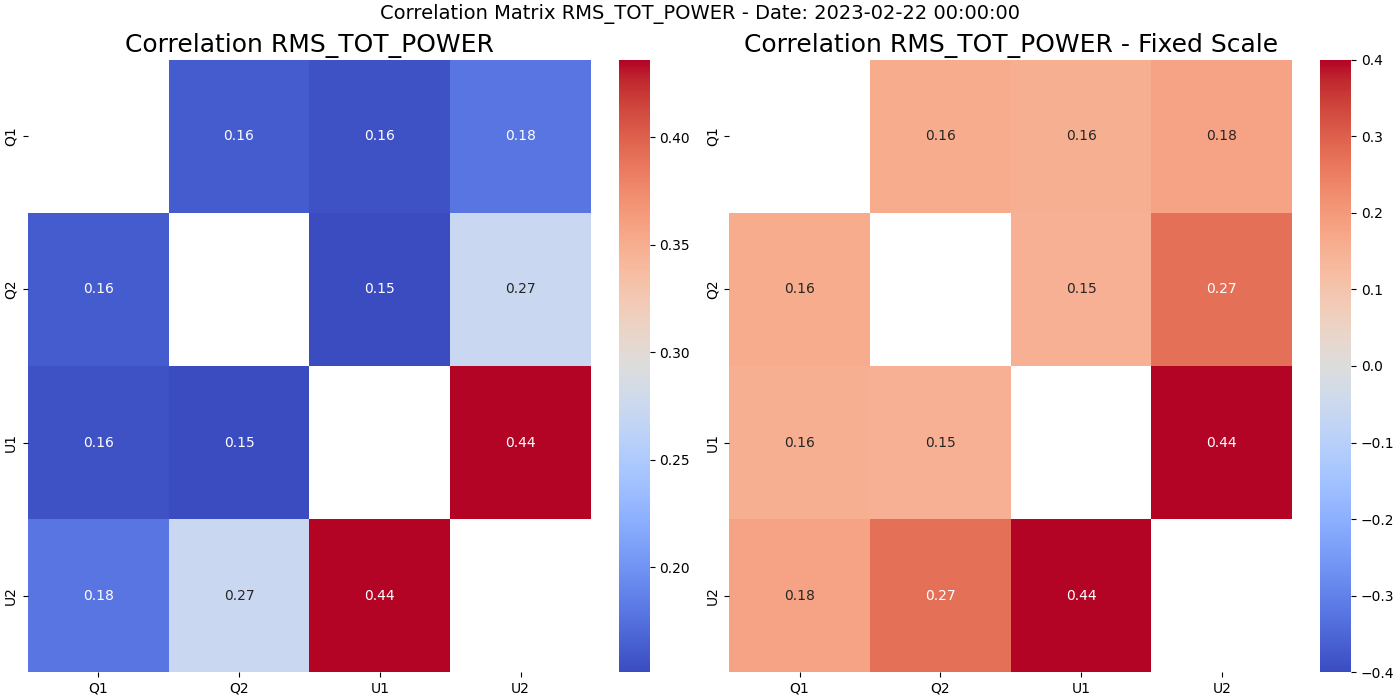 Correlation Matrix RMS_TOT_POWER - Date: 2023-02-22 00:00:00
Correlation RMS_TOT_POWER
Q1
0.16 0.16 0.18
Q2
0.16 0.15 0.27
U1
0.16 0.15 0.44
U2
0.18 0.27 0.44
Q1 Q2 U1 U2
0.40
0.35
0.30
0.25
0.20
Correlation RMS_TOT_POWER - Fixed Scale
Q1
0.16 0.16 0.18
Q2
0.16 0.15 0.27
U1
0.16 0.15 0.44
U2
0.18 0.27 0.44
Q1 Q2 U1 U2
0.4
0.3
0.2
0.1
0.0
−0.1
−0.2
−0.3
−0.4